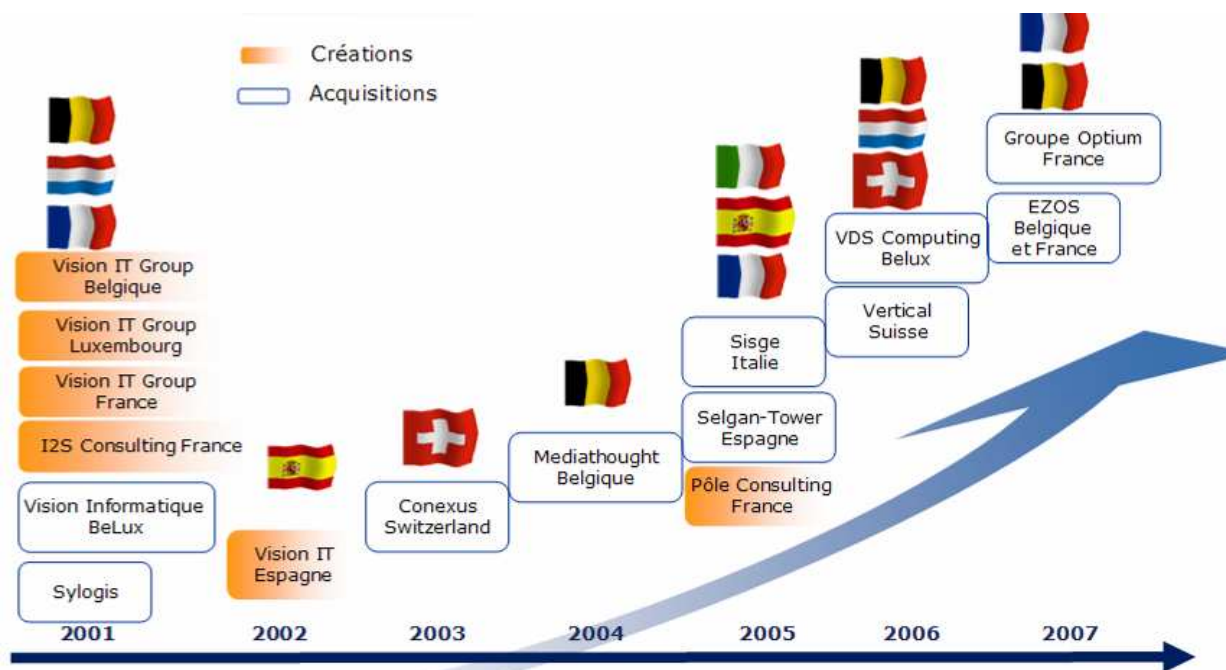 Créations
Acquisitions
Vision IT Group
Belgique
Vision IT Group
Luxembourg
Vision IT Group
France
I2S Consulting France
Vision Informatique
BeLux
Sylogis
2001
Vision IT
Espagne
2002
Conexus
Switzerland
2003
Mediathought
Belgique
2004
Sisge
Italie
Selgan-Tower
Espagne
Pôle Consulting
France
2005
VDS Computing
Belux
Vertical
Suisse
2006
Groupe Optium
France
EZOS
Belgique
et France
2007